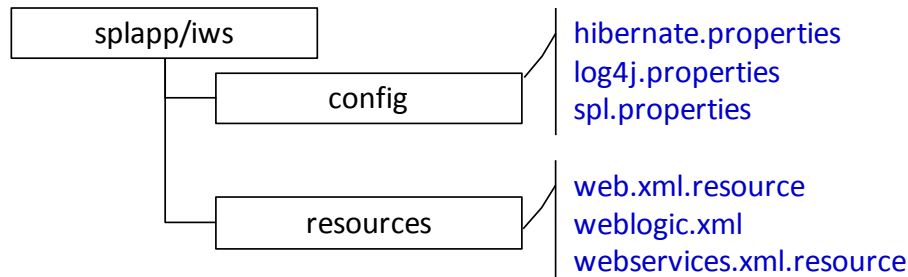 splapp/iws
config
hibernate.properties
log4j.properties
spl.properties
resources
web.xml.resource
weblogic.xml
webservices.xml.resource